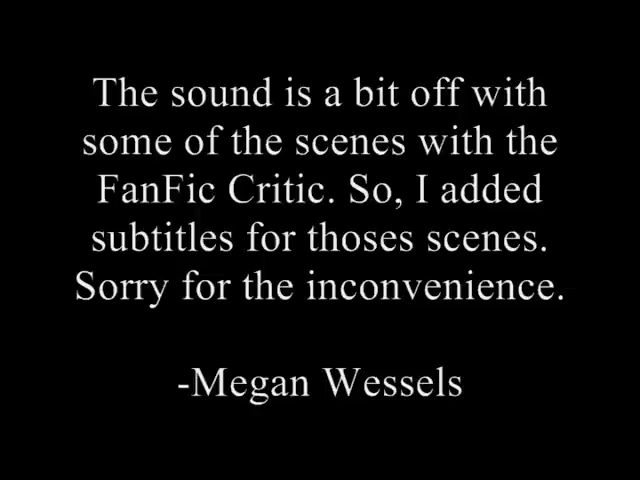 The sound is a bit off with
some of the scenes with the
FanFic Critic. So, I added
subtitles for thoses scenes.
Sorry for the inconvenience.
-Megan Wessels